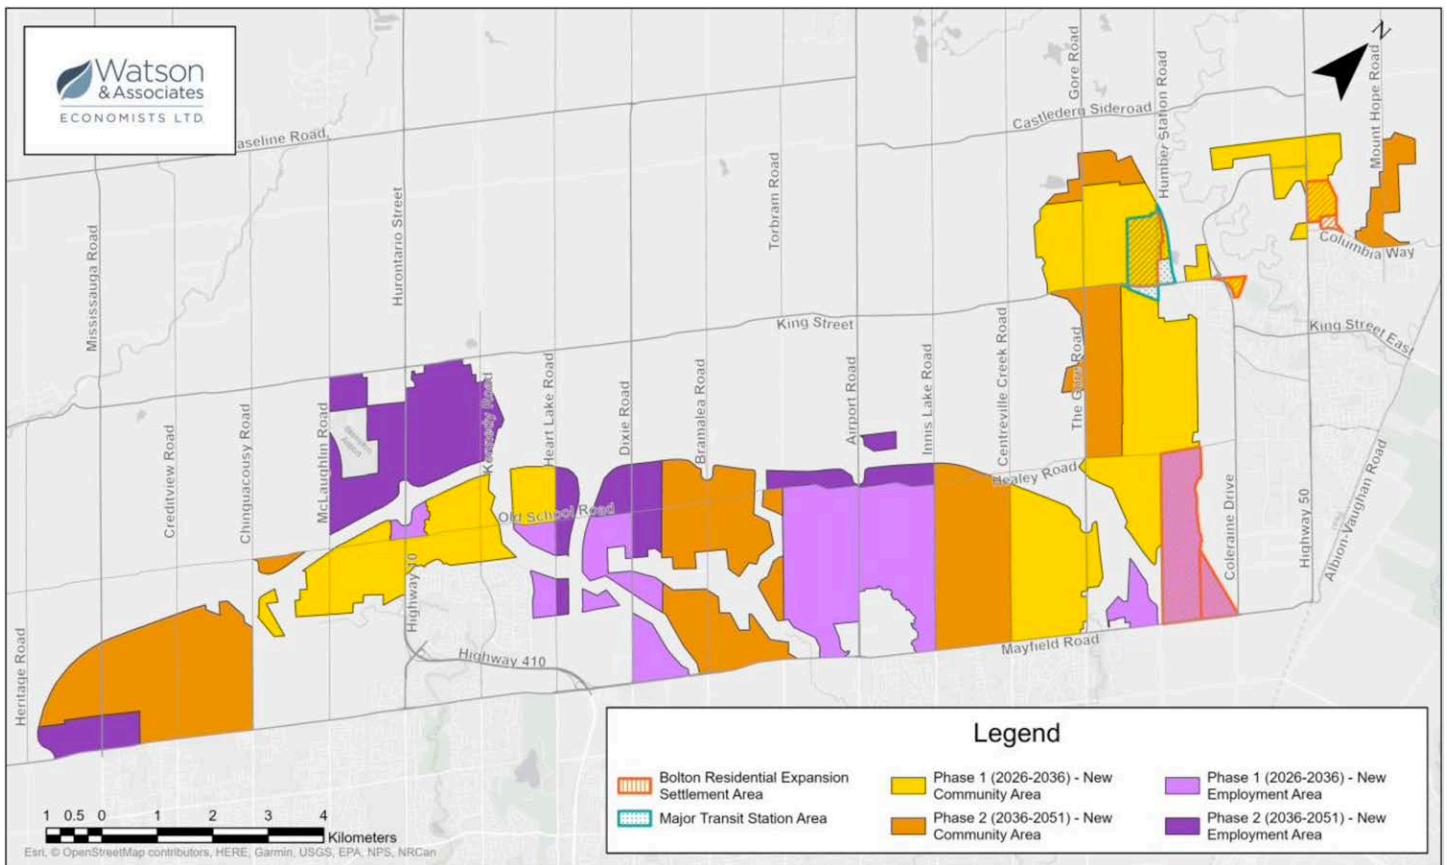 Watson
& Associates
ECONOMISTS LTD.
aseline Road,
Castlederg Sideroad
Gore Road
Humber Station Road
N
Mount Hope Road
Mississauga Road
Hurontario Street
Torbram Road
Columbia Way
King Street
King Street East
Creditview Road
Chinguacousy Road
McLaughlin Road
Kennedy Road
Heart Lake Road
Dixie Road
Bramalea Road
Airport Road
Innis Lake Road
Centreville Creek Road
The Gore Road
Healey Road
Old School Road
Coleraine Drive
Highway 50
Albion-Vaughan Road
Heritage Road
Highway 10
Highway 410
Mayfield Road
Legend
Bolton Residential Expansion
Settlement Area
Major Transit Station Area
Phase 1 (2026-2036) - New
Community Area
Phase 2 (2036-2051) - New
Community Area
Phase 1 (2026-2036) - New
Employment Area
Phase 2 (2036-2051) - New
Employment Area
1 0.5 0 1 2 3 4
Kilometers
Esri, © OpenStreetMap contributors, HERE, Garmin, USGS, EPA, NPS, NRCan